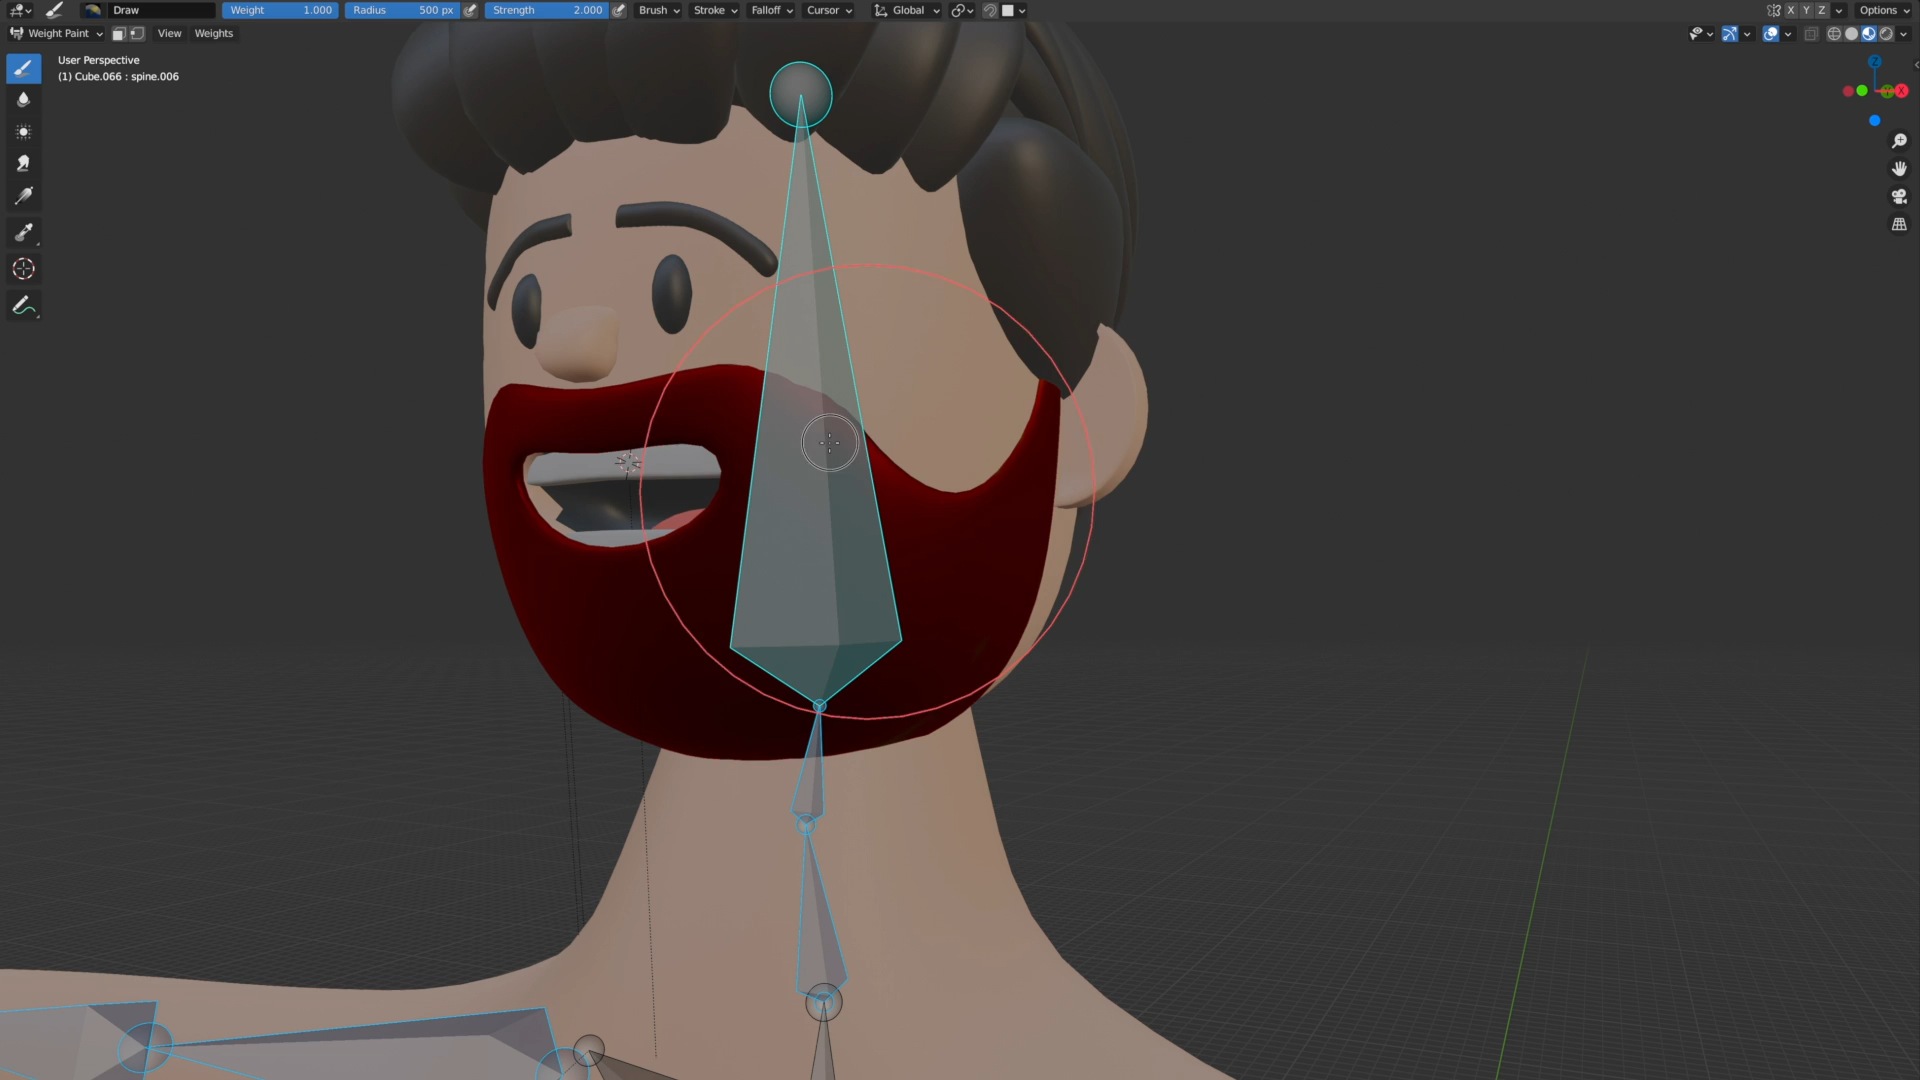 Draw Weight 1.000 Radius 500 px Strength 2.000 Brush Stroke Falloff Cursor Global X Y Z Options
Weight Paint View Weights
User Perspective
(1) Cube.066 : spine.006
Z
Y X